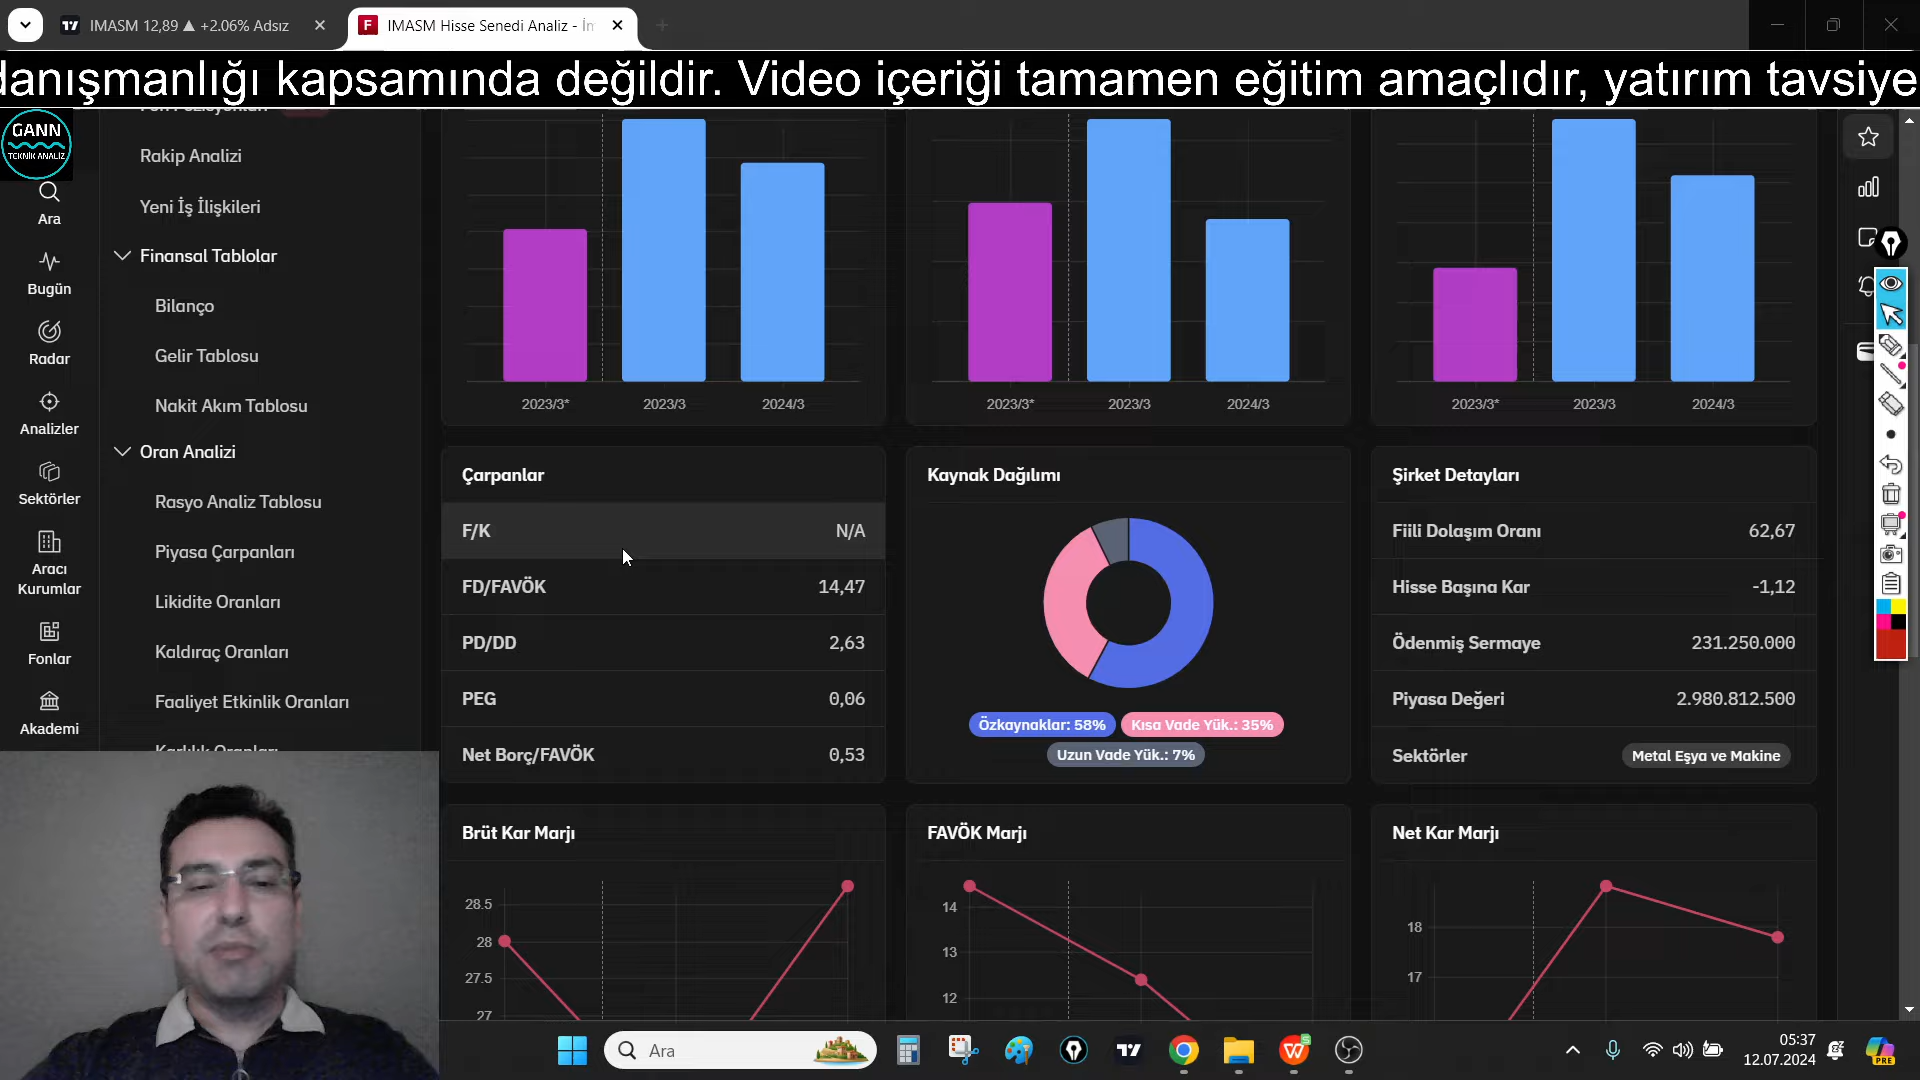 IMASM 12,89 ▲ +2.06% Adsız
IMASM Hisse Senedi Analiz - İn
danışmanlığı kapsamında değildir. Video içeriği tamamen eğitim amaçlıdır, yatırım tavsiye
GANN
TEKNİK ANALİZ
Ara
Bugün
Radar
Analizler
Sektörler
Aracı
Kurumlar
Fonlar
Akademi
Fon Pozisyonları
Rakip Analizi
Yeni İş İlişkileri
Finansal Tablolar
Bilanço
Gelir Tablosu
Nakit Akım Tablosu
Oran Analizi
Rasyo Analiz Tablosu
Piyasa Çarpanları
Likidite Oranları
Kaldıraç Oranları
Faaliyet Etkinlik Oranları
Karlılık Oranları
2023/3* 2023/3 2024/3
2023/3* 2023/3 2024/3
2023/3* 2023/3 2024/3
Çarpanlar
F/K N/A
FD/FAVÖK 14,47
PD/DD 2,63
PEG 0,06
Net Borç/FAVÖK 0,53
Kaynak Dağılımı
Özkaynaklar: 58% Kısa Vade Yük.: 35%
Uzun Vade Yük.: 7%
Şirket Detayları
Fiili Dolaşım Oranı 62,67
Hisse Başına Kar -1,12
Ödenmiş Sermaye 231.250.000
Piyasa Değeri 2.980.812.500
Sektörler Metal Eşya ve Makine
Brüt Kar Marjı
28.5
28
27.5
27
FAVÖK Marjı
14
13
12
Net Kar Marjı
18
17
Ara
05:37
12.07.2024
PRE